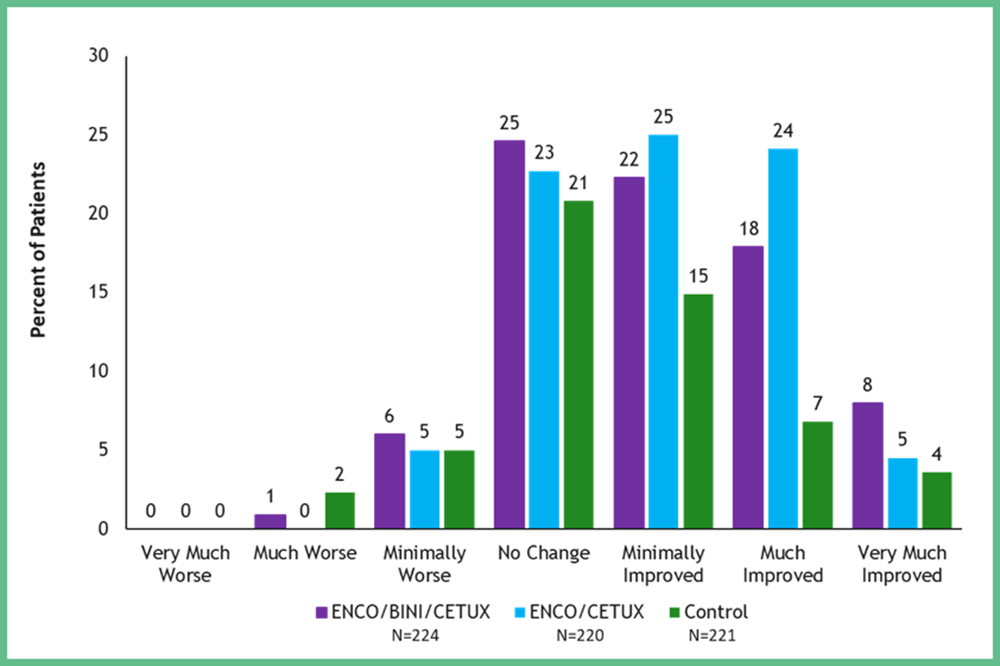 30
25
20
15
10
5
0
Percent of Patients
0 0 0
1 0 2
6 5 5
25 23 21
22 25 15
18 24 7
8 5 4
Very Much
Worse
Much Worse
Minimally
Worse
No Change
Minimally
Improved
Much
Improved
Very Much
Improved
ENCO/BINI/CETUX ENCO/CETUX Control
N=224 N=220 N=221